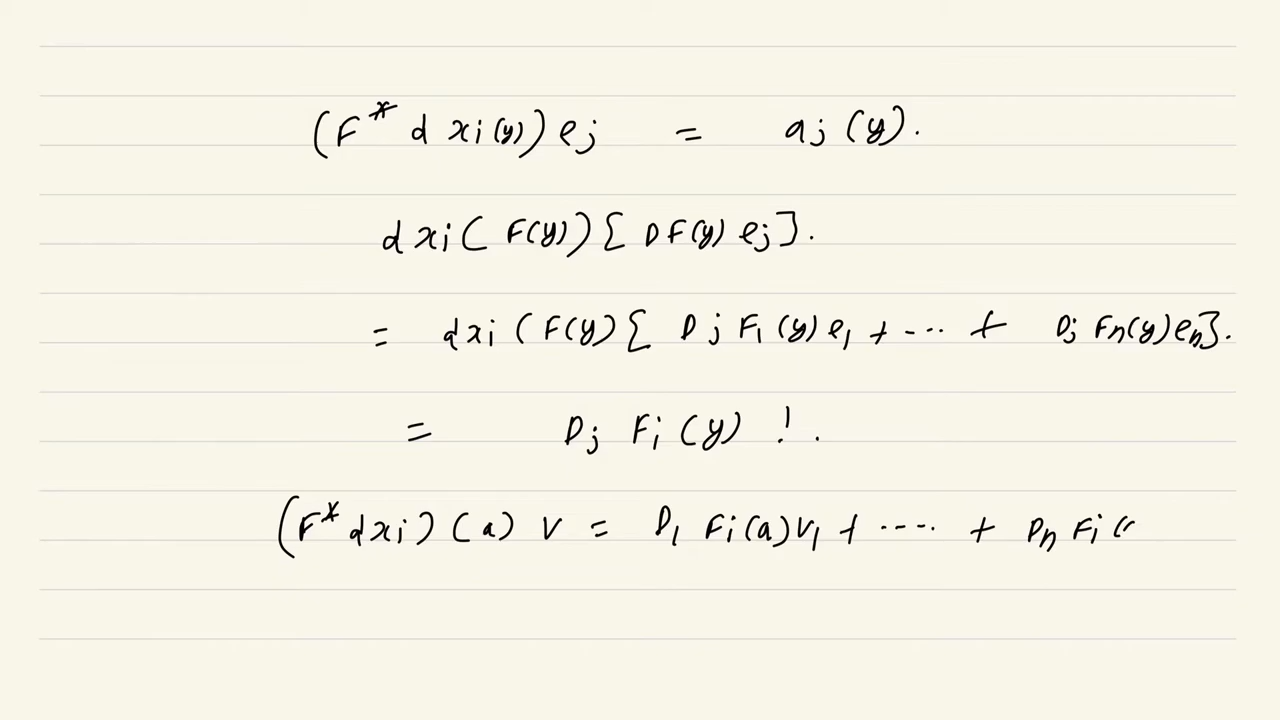 (F* d xi(y)) ej = aj (y).
dxi( F(y)) [ DF(y) ej].
= dxi (F(y) [ Dj F1(y) e1 + ... + Dj Fn(y) en].
= Dj Fi (y) ! .
(F* dxi) (a) v = D1 Fi(a)v1 + .... + Dn Fi (